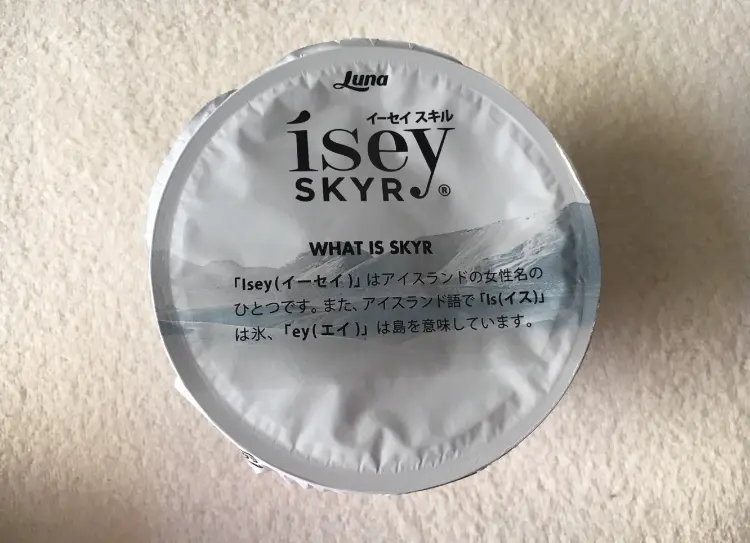 Luna
イーセイ スキル
ísey
SKYR®
WHAT IS SKYR
「Isey(イーセイ)」はアイスランドの女性名の
ひとつです。また、アイスランド語で「Is(イス)」
は氷、「ey(エイ)」は島を意味しています。